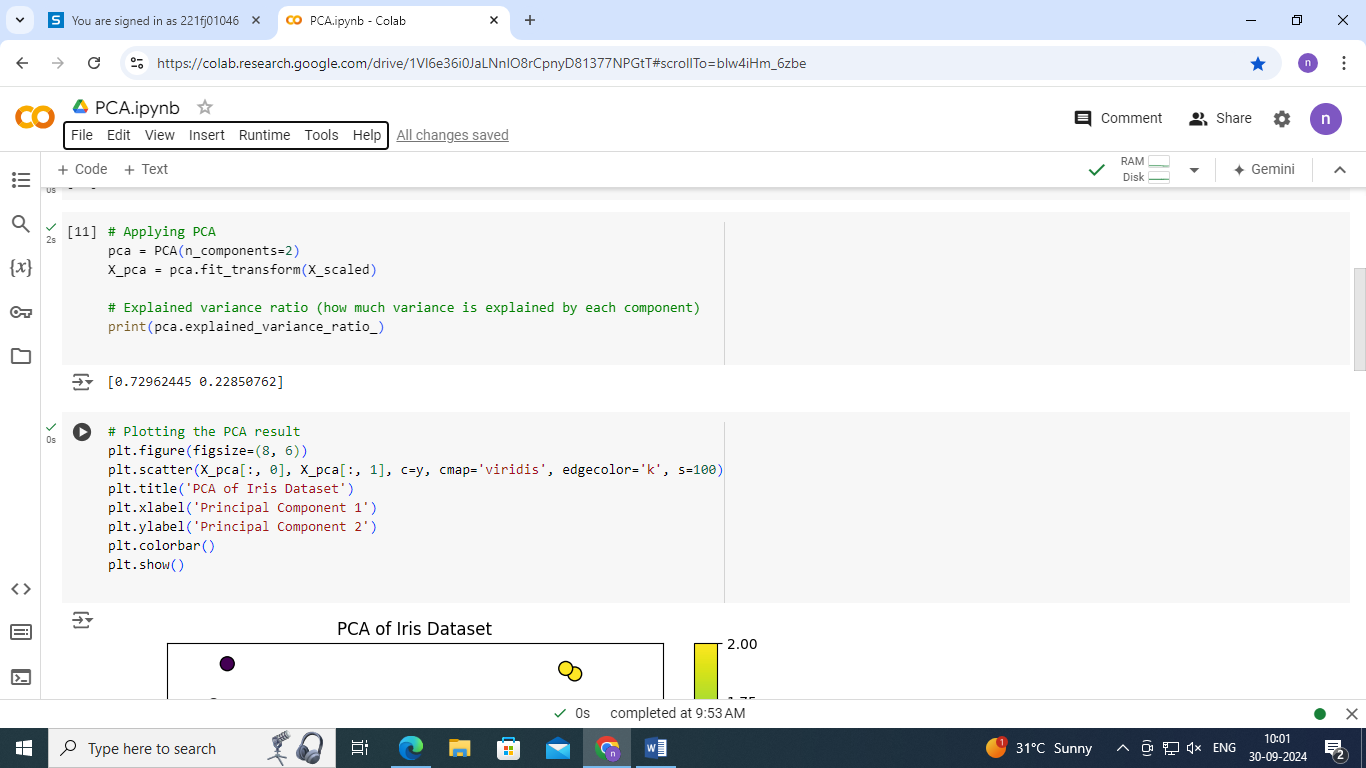 You are signed in as 221fj01046
PCA.ipynb - Colab
https://colab.research.google.com/drive/1Vl6e36i0JaLNnIO8rCpnyD81377NPGtT#scrollTo=blw4iHm_6zbe
n
PCA.ipynb
File Edit View Insert Runtime Tools Help All changes saved
Comment Share n
+ Code + Text
RAM
Disk
Gemini
0s
[11] # Applying PCA
2s
pca = PCA(n_components=2)
X_pca = pca.fit_transform(X_scaled)
# Explained variance ratio (how much variance is explained by each component)
print(pca.explained_variance_ratio_)
[0.72962445 0.22850762]
0s
# Plotting the PCA result
plt.figure(figsize=(8, 6))
plt.scatter(X_pca[:, 0], X_pca[:, 1], c=y, cmap='viridis', edgecolor='k', s=100)
plt.title('PCA of Iris Dataset')
plt.xlabel('Principal Component 1')
plt.ylabel('Principal Component 2')
plt.colorbar()
plt.show()
PCA of Iris Dataset
2.00
0s completed at 9:53 AM
Type here to search
1
31°C Sunny
ENG
10:01
30-09-2024
2